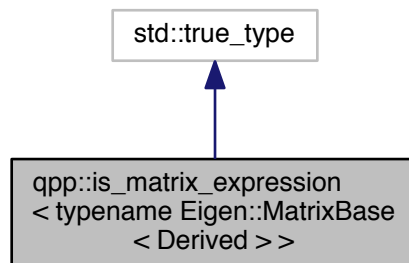 std::true_type
qpp::is_matrix_expression
< typename Eigen::MatrixBase
< Derived > >